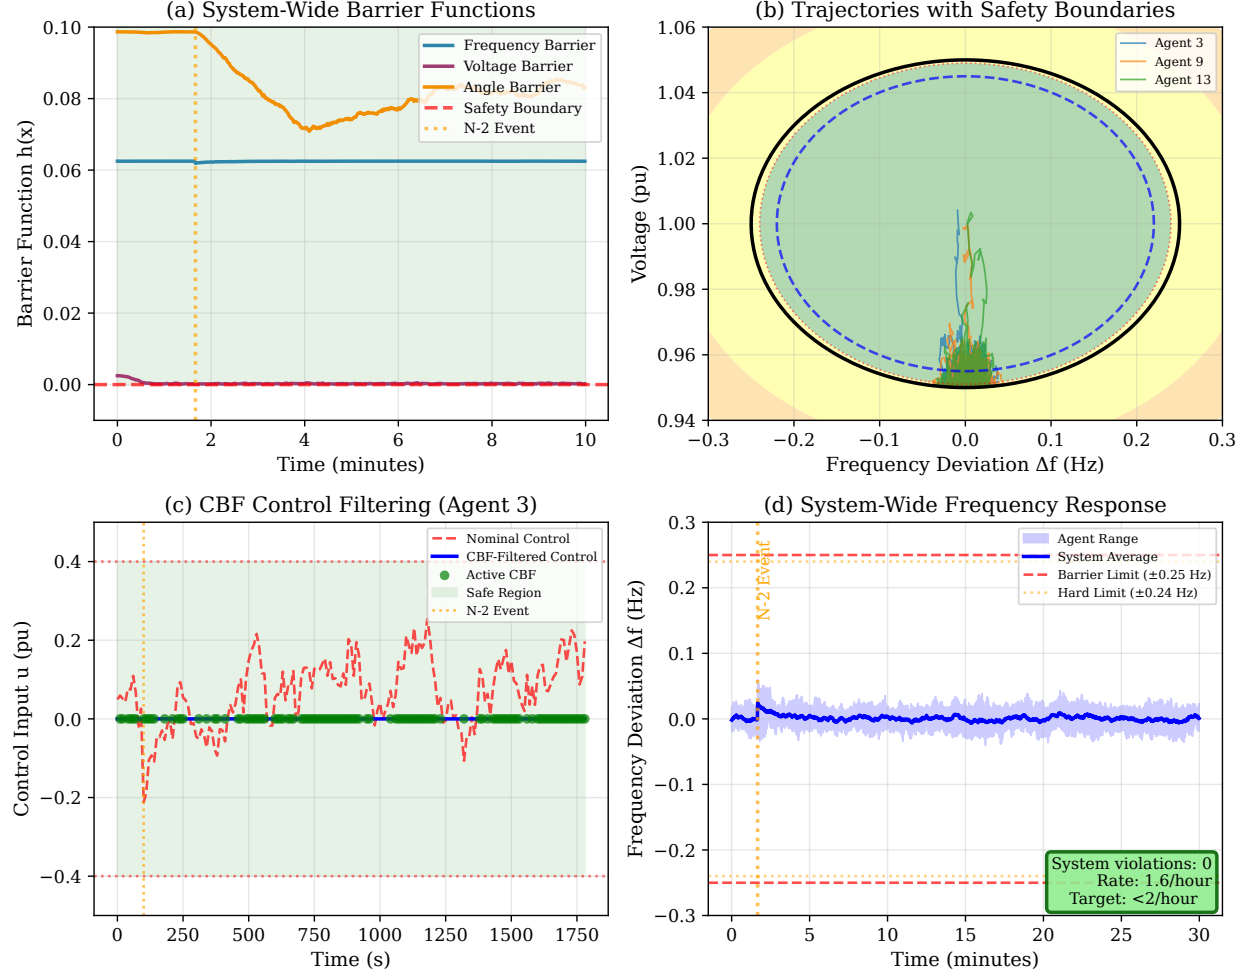 (a) System-Wide Barrier Functions
Barrier Function h(x)
0.10
0.08
0.06
0.04
0.02
0.00
Frequency Barrier
Voltage Barrier
Angle Barrier
Safety Boundary
N-2 Event
0
2
4
6
8
10
Time (minutes)
(b) Trajectories with Safety Boundaries
Voltage (pu)
1.06
1.04
1.02
1.00
0.98
0.96
0.94
Agent 3
Agent 9
Agent 13
−0.3
−0.2
−0.1
0.0
0.1
0.2
0.3
Frequency Deviation Δf (Hz)
(c) CBF Control Filtering (Agent 3)
Control Input u (pu)
0.4
0.2
0.0
−0.2
−0.4
Nominal Control
CBF-Filtered Control
Active CBF
Safe Region
N-2 Event
0
250
500
750
1000
1250
1500
1750
Time (s)
(d) System-Wide Frequency Response
Frequency Deviation Δf (Hz)
0.3
0.2
0.1
0.0
−0.1
−0.2
−0.3
N-2 Event
Agent Range
System Average
Barrier Limit (±0.25 Hz)
Hard Limit (±0.24 Hz)
System violations: 0
Rate: 1.6/hour
Target: <2/hour
0
5
10
15
20
25
30
Time (minutes)